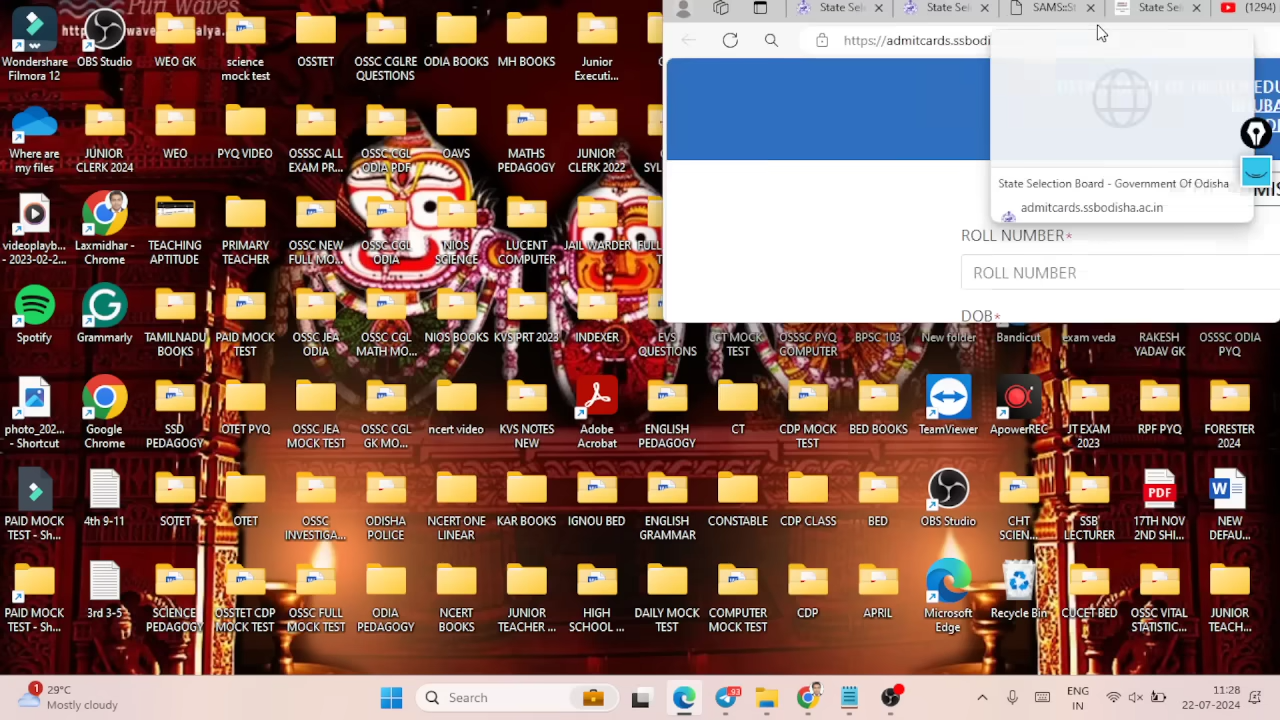 Puri Waves
Wondershare
Filmora 12
OBS Studio
WEO GK
science
mock test
OSSTET
OSSC CGLRE
QUESTIONS
ODIA BOOKS
MH BOOKS
Junior
Executi...
Where are
my files
JUNIOR
CLERK 2024
WEO
PYQ VIDEO
OSSSC ALL
EXAM PR...
OSSC CGL
ODIA PDF
OAVS
MATHS
PEDAGOGY
JUNIOR
CLERK 2022
videoplayb...
- 2023-02-2...
Laxmidhar -
Chrome
TEACHING
APTITUDE
PRIMARY
TEACHER
OSSC NEW
FULL MO...
OSSC CGL
ODIA
NIOS
SCIENCE
LUCENT
COMPUTER
JAIL WARDER
Spotify
Grammarly
TAMILNADU
BOOKS
PAID MOCK
TEST
OSSC JEA
ODIA
OSSC CGL
MATH MO...
NIOS BOOKS
KVS PRT 2023
INDEXER
EVS
QUESTIONS
CT MOCK
TEST
OSSSC PYQ
COMPUTER
BPSC 103
New folder
Bandicut
exam veda
RAKESH
YADAV GK
OSSSC ODIA
PYQ
photo_202...
- Shortcut
Google
Chrome
SSD
PEDAGOGY
OTET PYQ
OSSC JEA
MOCK TEST
OSSC CGL
GK MO...
ncert video
KVS NOTES
NEW
Adobe
Acrobat
ENGLISH
PEDAGOGY
CT
CDP MOCK
TEST
BED BOOKS
TeamViewer
ApowerREC
JT EXAM
2023
RPF PYQ
FORESTER
2024
PAID MOCK
TEST - Sh...
4th 9-11
SOTET
OTET
OSSC
INVESTIGA...
ODISHA
POLICE
NCERT ONE
LINEAR
KAR BOOKS
IGNOU BED
ENGLISH
GRAMMAR
CONSTABLE
CDP CLASS
BED
OBS Studio
CHT
SCIEN...
SSB
LECTURER
17TH NOV
2ND SHI...
NEW
DEFAU...
PAID MOCK
TEST - Sh...
3rd 3-5
SCIENCE
PEDAGOGY
OSSTET CDP
MOCK TEST
OSSC FULL
MOCK TEST
ODIA
PEDAGOGY
NCERT
BOOKS
JUNIOR
TEACHER ...
HIGH
SCHOOL ...
DAILY MOCK
TEST
COMPUTER
MOCK TEST
CDP
APRIL
Microsoft
Edge
Recycle Bin
CUCET BED
OSSC VITAL
STATISTIC...
JUNIOR
TEACH...
State Sel
State Sel
SAMS:St
State Sel
(1294)
https://admitcards.ssbodi
State Selection Board - Government Of Odisha
admitcards.ssbodisha.ac.in
ROLL NUMBER*
ROLL NUMBER
DOB*
29°C
Mostly cloudy
Search
93
ENG
IN
11:28
22-07-2024